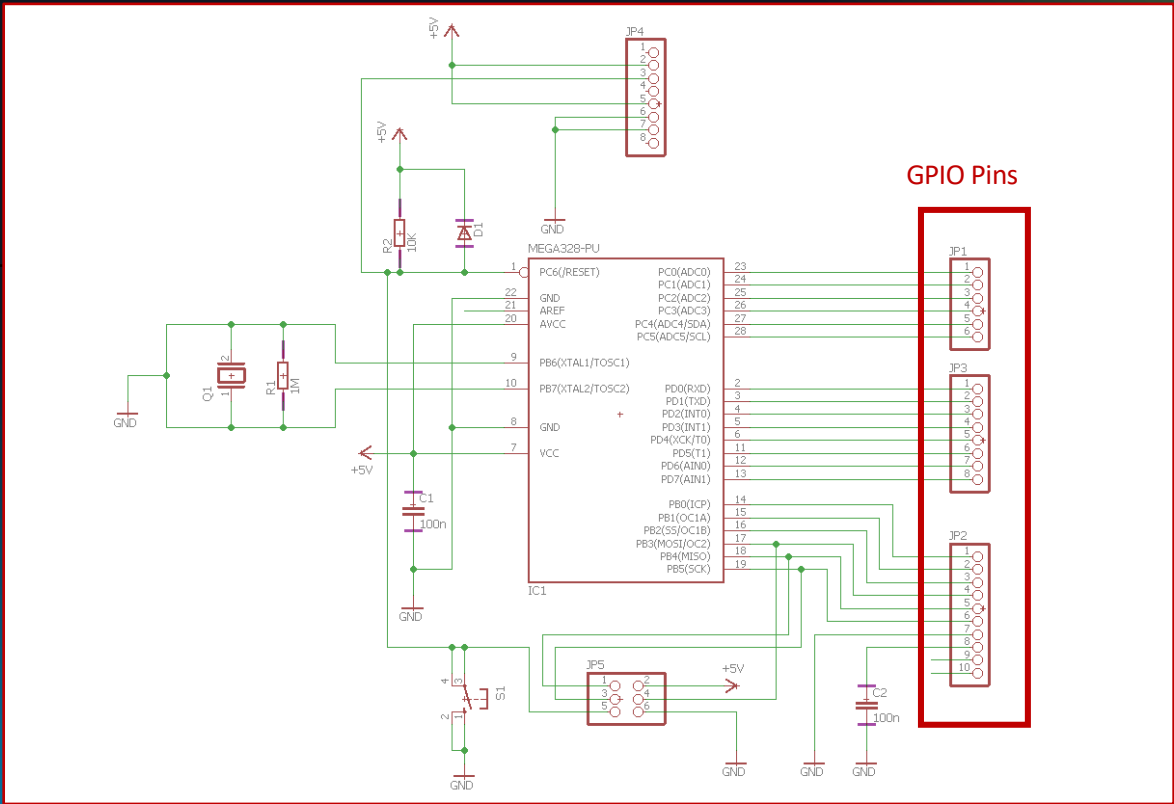 +5V
JP4
1
2
3
4
5
6
7
8
+5V
GPIO Pins
R2
10K
D1
GND
MEGA328-PU
JP1
1 PC6(/RESET) PC0(ADC0) 23 1
PC1(ADC1) 24 2
22 GND PC2(ADC2) 25 3
21 AREF PC3(ADC3) 26 4
20 AVCC PC4(ADC4/SDA) 27 5
PC5(ADC5/SCL) 28 6
9 PB6(XTAL1/TOSC1)
Q1
2
1
R1
1M
GND
JP3
10 PB7(XTAL2/TOSC2) PD0(RXD) 2 1
PD1(TXD) 3 2
PD2(INT0) 4 3
8 GND PD3(INT1) 5 4
PD4(XCK/T0) 6 5
7 VCC PD5(T1) 11 6
+5V
PD6(AIN0) 12 7
PD7(AIN1) 13 8
C1
100n
PB0(ICP) 14
PB1(OC1A) 15
PB2(SS/OC1B) 16
PB3(MOSI/OC2) 17
PB4(MISO) 18
PB5(SCK) 19
JP2
1
2
3
4
5
6
7
8
9
10
IC1
GND
JP5
1 2
3 4
5 6
+5V
4 3
2 1
S1
C2
100n
GND
GND
GND
GND